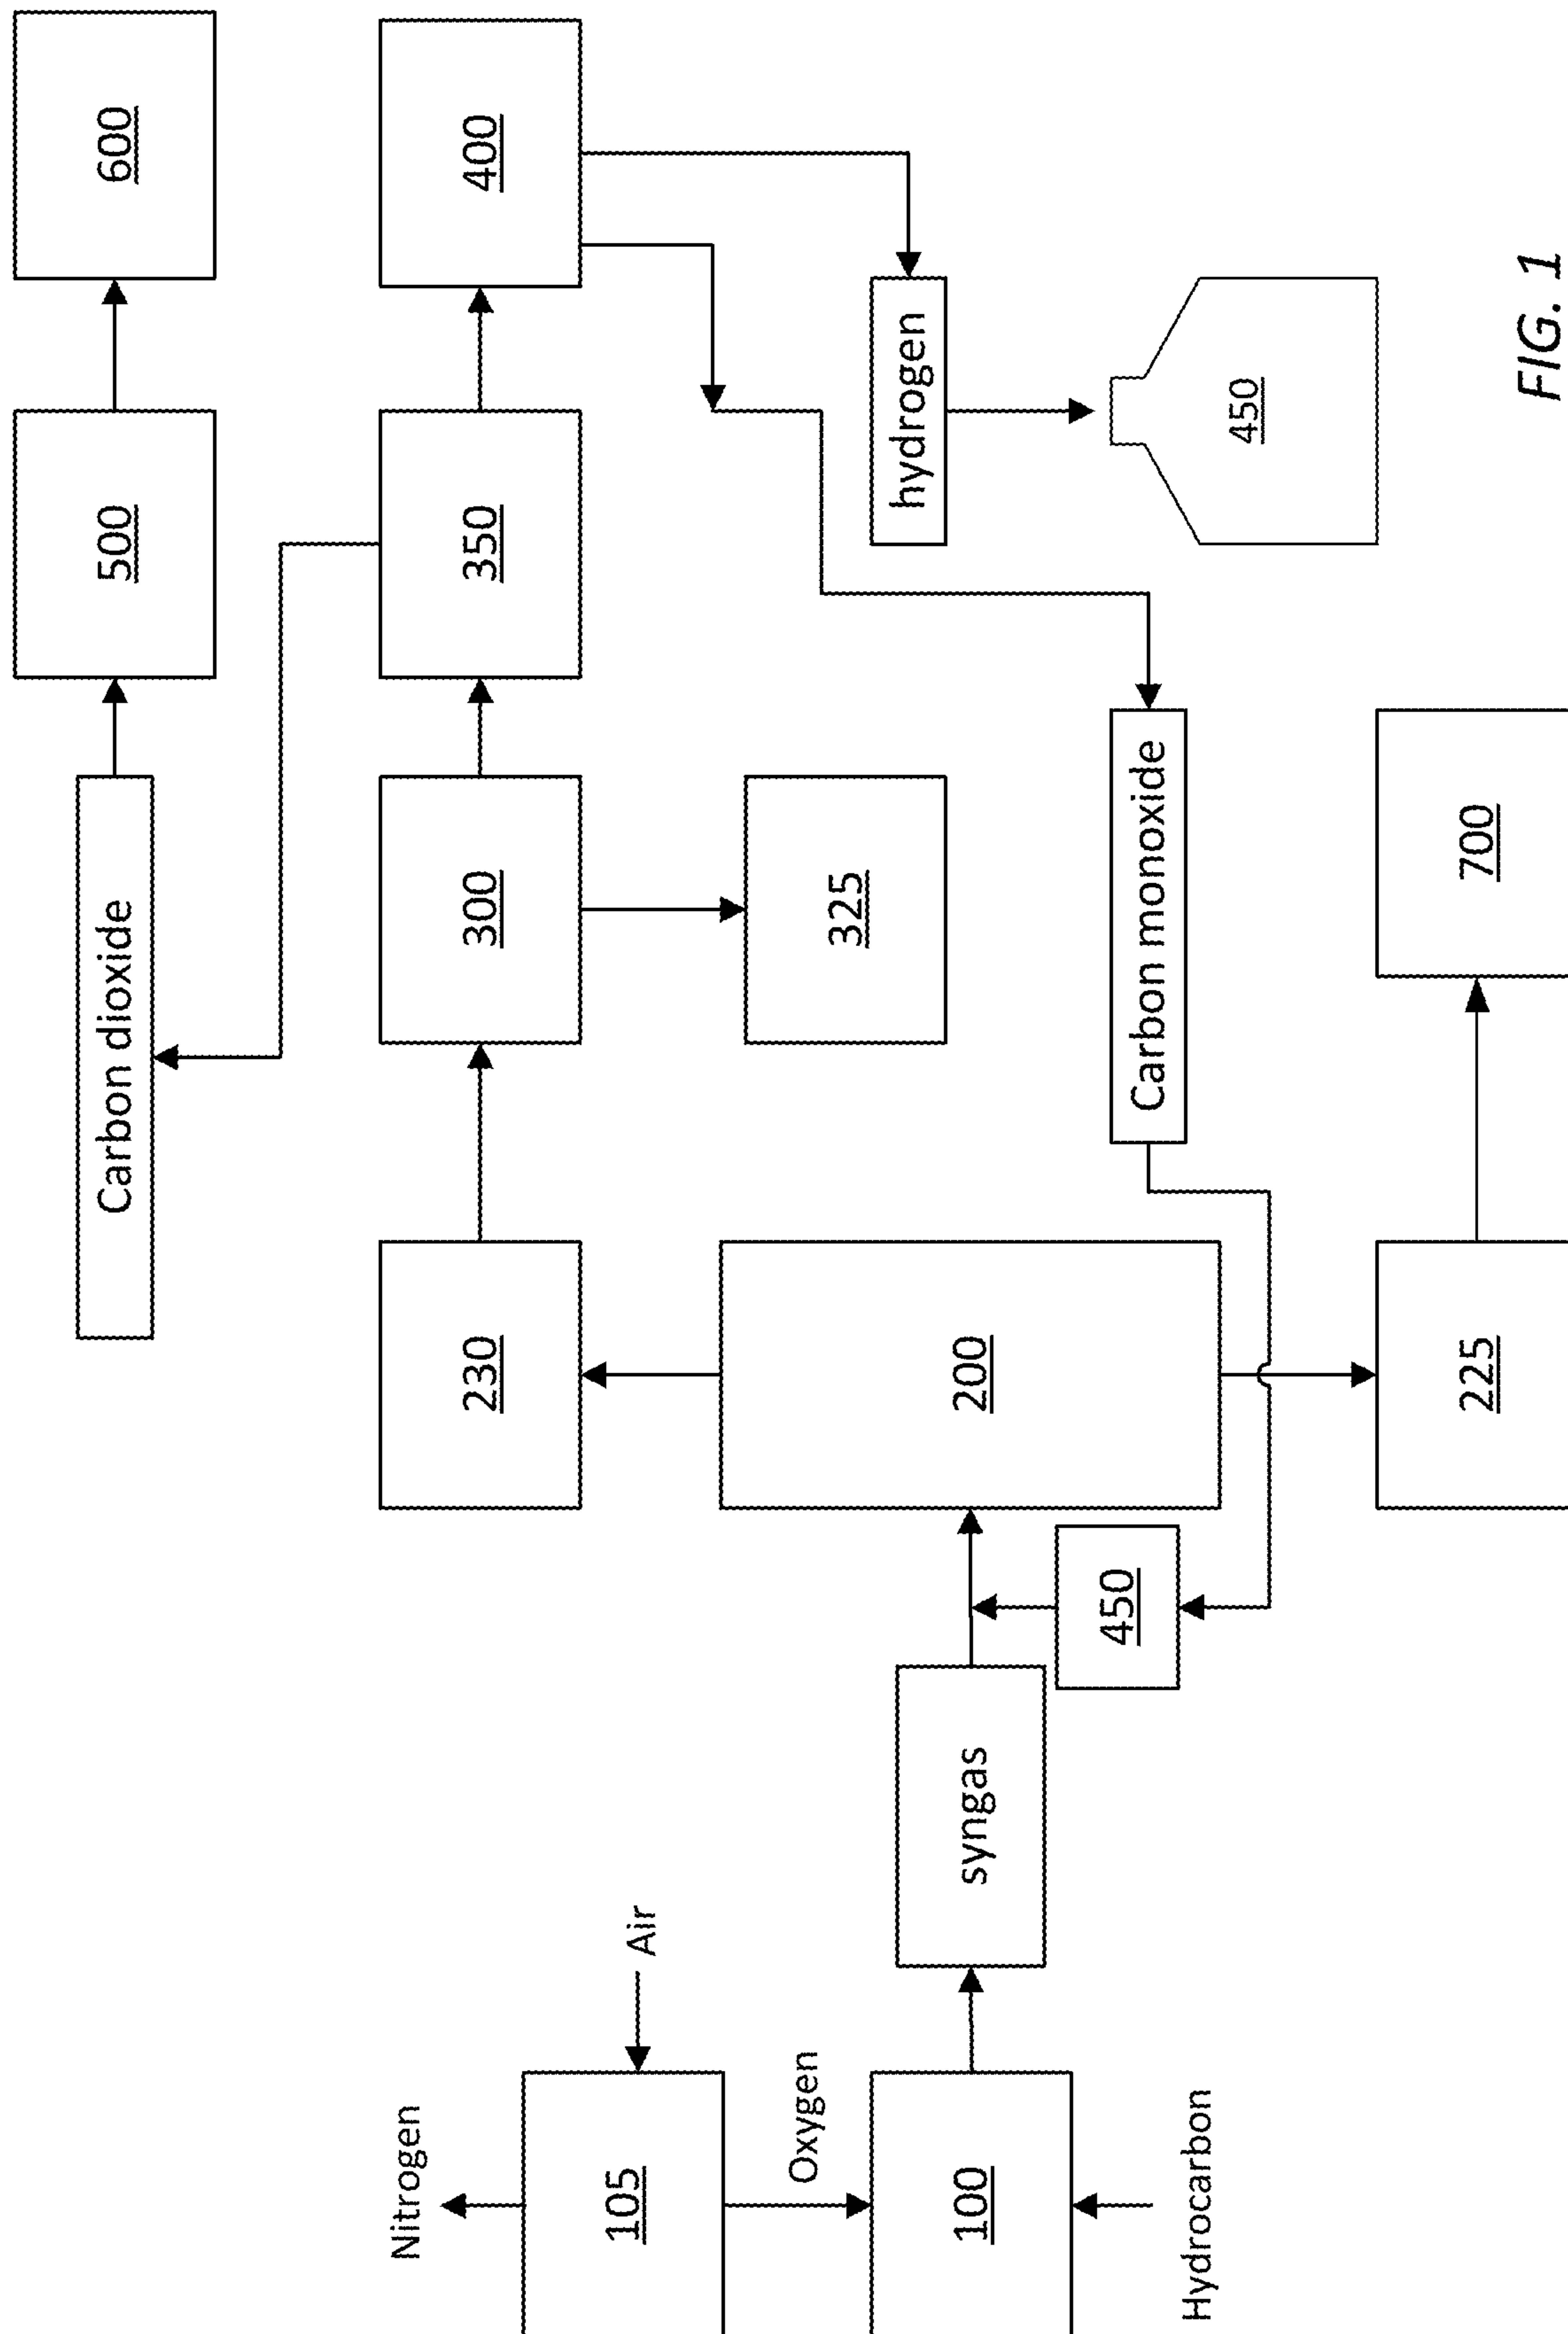 Carbon dioxide
500
600
230
300
350
400
325
Nitrogen
105
Air
Oxygen
100
Hydrocarbon
syngas
450
200
Carbon monoxide
hydrogen
450
225
700
FIG. 1